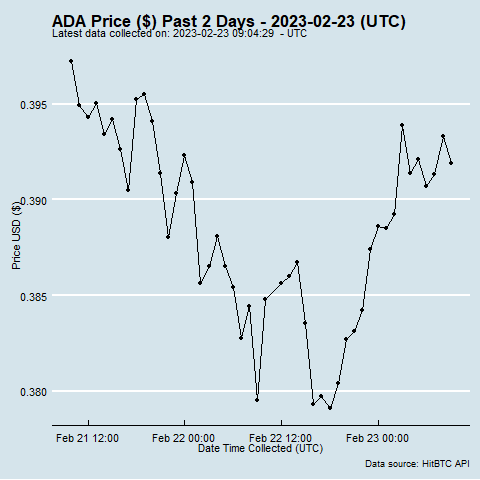 ADA Price ($) Past 2 Days - 2023-02-23 (UTC)
Latest data collected on: 2023-02-23 09:04:29 - UTC
0.395
0.390
0.385
0.380
Price USD ($)
Feb 21 12:00
Feb 22 00:00
Feb 22 12:00
Feb 23 00:00
Date Time Collected (UTC)
Data source: HitBTC API